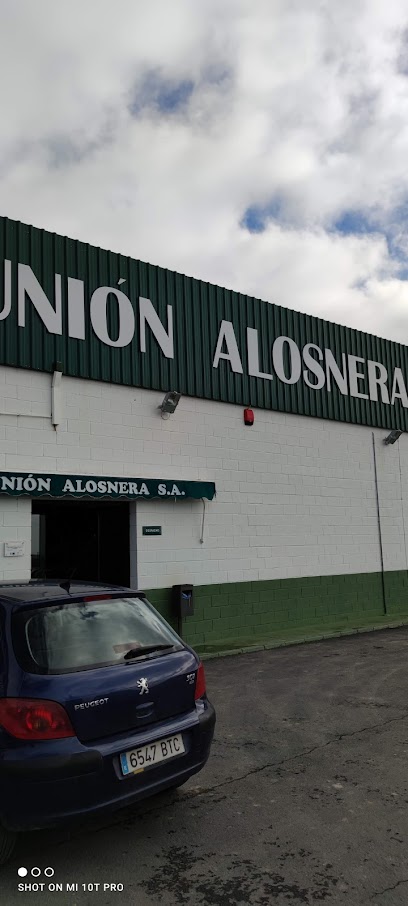 UNIÓN ALOSNERA
UNIÓN ALOSNERA S.A.
PEUGEOT
307
6547 BTC
SHOT ON MI 10T PRO